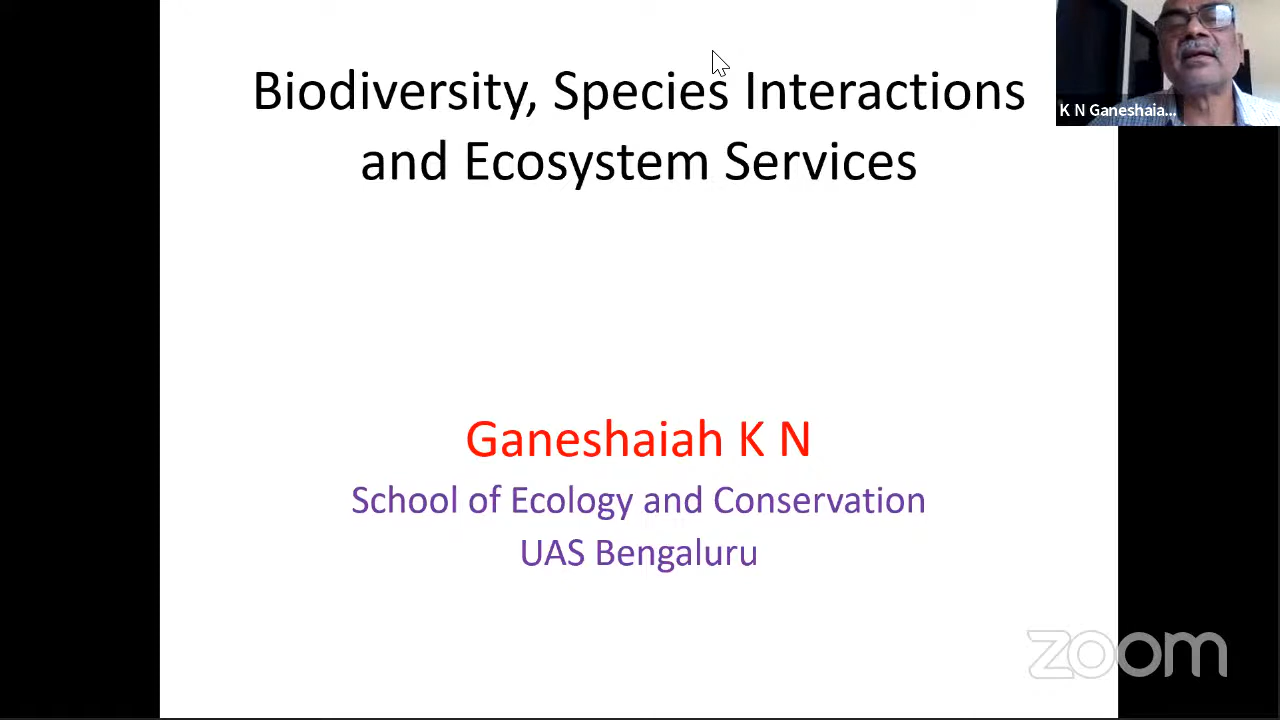 Biodiversity, Species Interactions
and Ecosystem Services
K N Ganeshaia...
Ganeshaiah K N
School of Ecology and Conservation
UAS Bengaluru
zoom